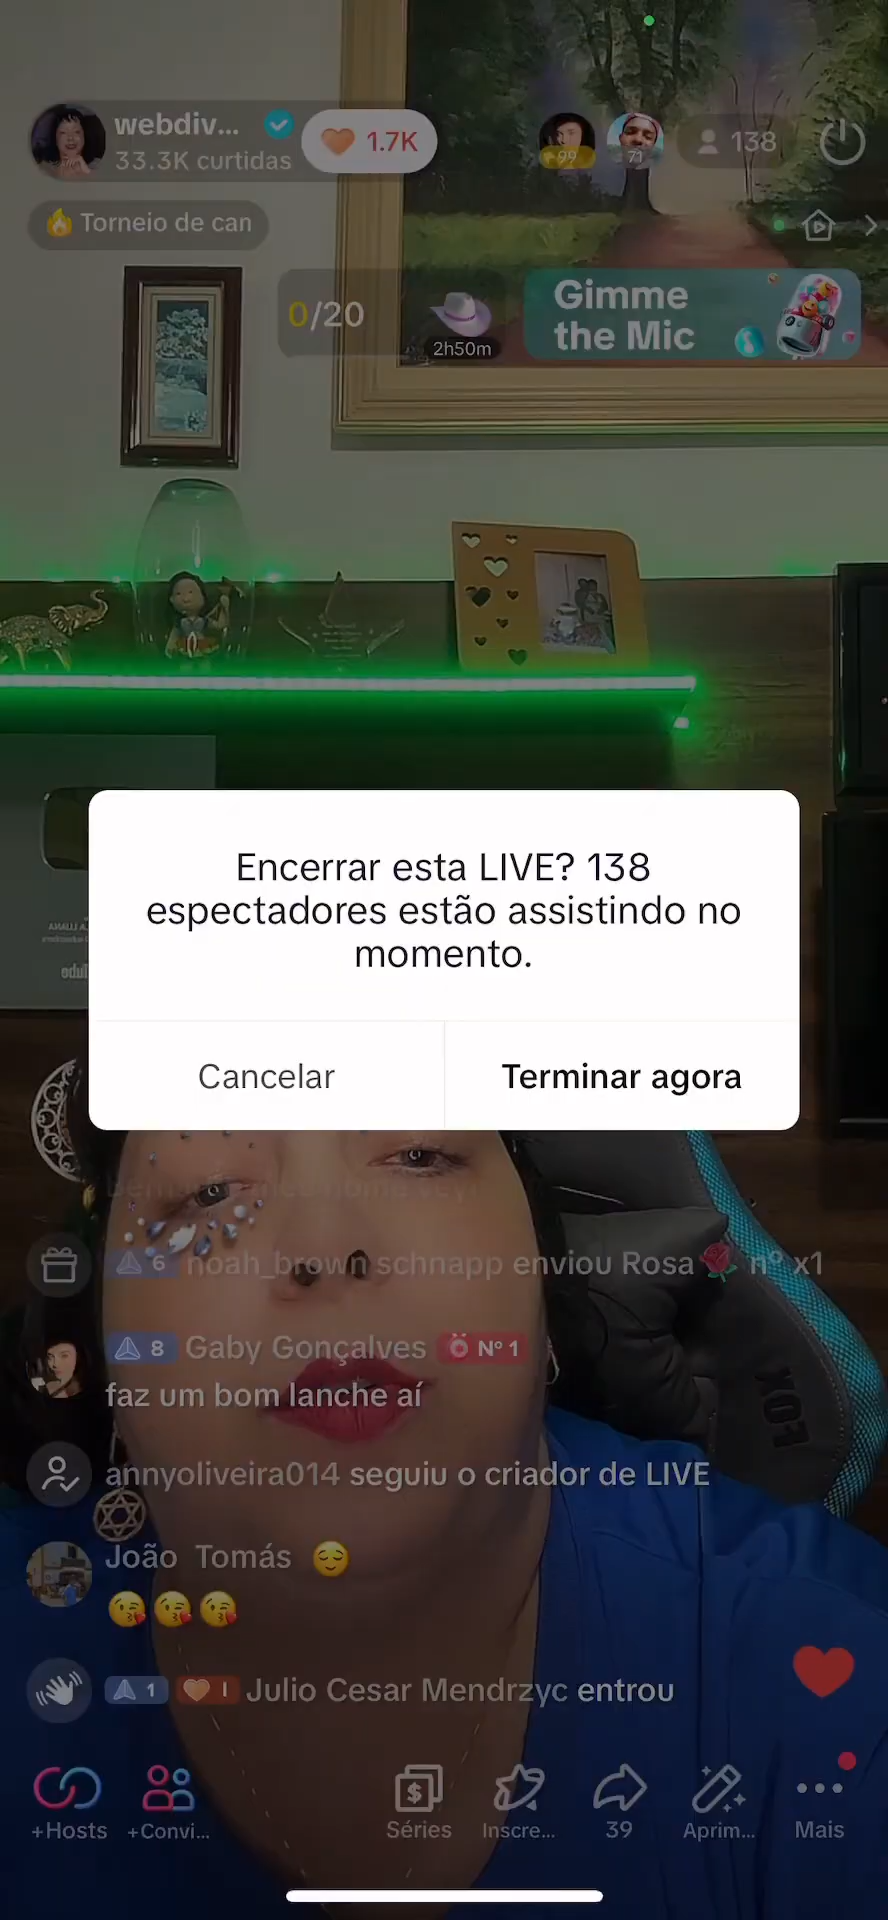 webdiv...
1.7K
33.3K curtidas
99
71
138
Torneio de can
0/20
2h50m
Gimme
the Mic
Encerrar esta LIVE? 138
espectadores estão assistindo no
momento.
Cancelar
Terminar agora
6 noah_brown schnapp enviou Rosa nº x1
8 Gaby Gonçalves Nº 1
faz um bom lanche aí
annyoliveira014 seguiu o criador de LIVE
João Tomás 😌
😘😘😘
1 I Julio Cesar Mendrzyc entrou
FOX
+Hosts
+Convi...
Séries
Inscre...
39
Aprim...
Mais